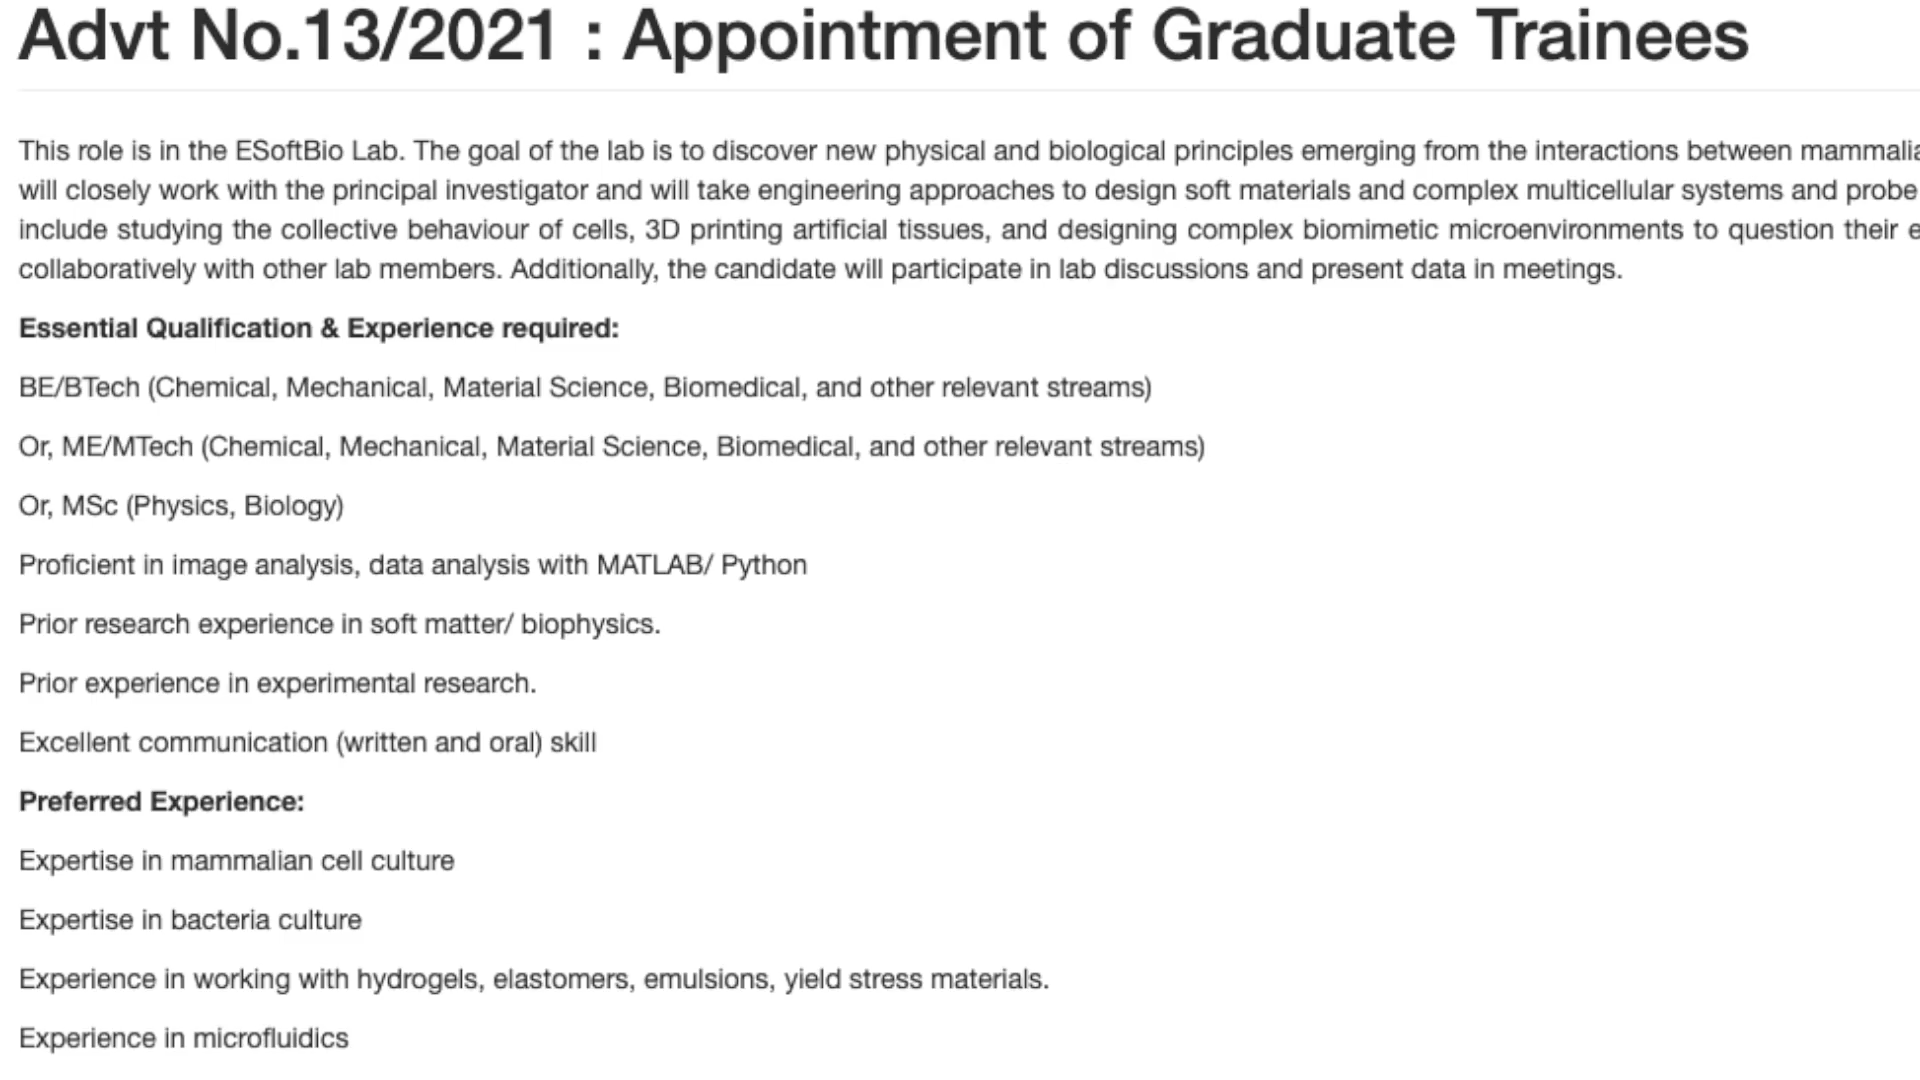 Advt No.13/2021 : Appointment of Graduate Trainees
This role is in the ESoftBio Lab. The goal of the lab is to discover new physical and biological principles emerging from the interactions between
will closely work with the principal investigator and will take engineering approaches to design soft materials and complex multicellular systems and probe
include studying the collective behaviour of cells, 3D printing artificial tissues, and designing complex biomimetic microenvironments to question their
collaboratively with other lab members. Additionally, the candidate will participate in lab discussions and present data in meetings.
Essential Qualification & Experience required:
BE/BTech (Chemical, Mechanical, Material Science, Biomedical, and other relevant streams)
Or, ME/MTech (Chemical, Mechanical, Material Science, Biomedical, and other relevant streams)
Or, MSc (Physics, Biology)
Proficient in image analysis, data analysis with MATLAB/ Python
Prior research experience in soft matter/ biophysics.
Prior experience in experimental research.
Excellent communication (written and oral) skill
Preferred Experience:
Expertise in mammalian cell culture
Expertise in bacteria culture
Experience in working with hydrogels, elastomers, emulsions, yield stress materials.
Experience in microfluidics